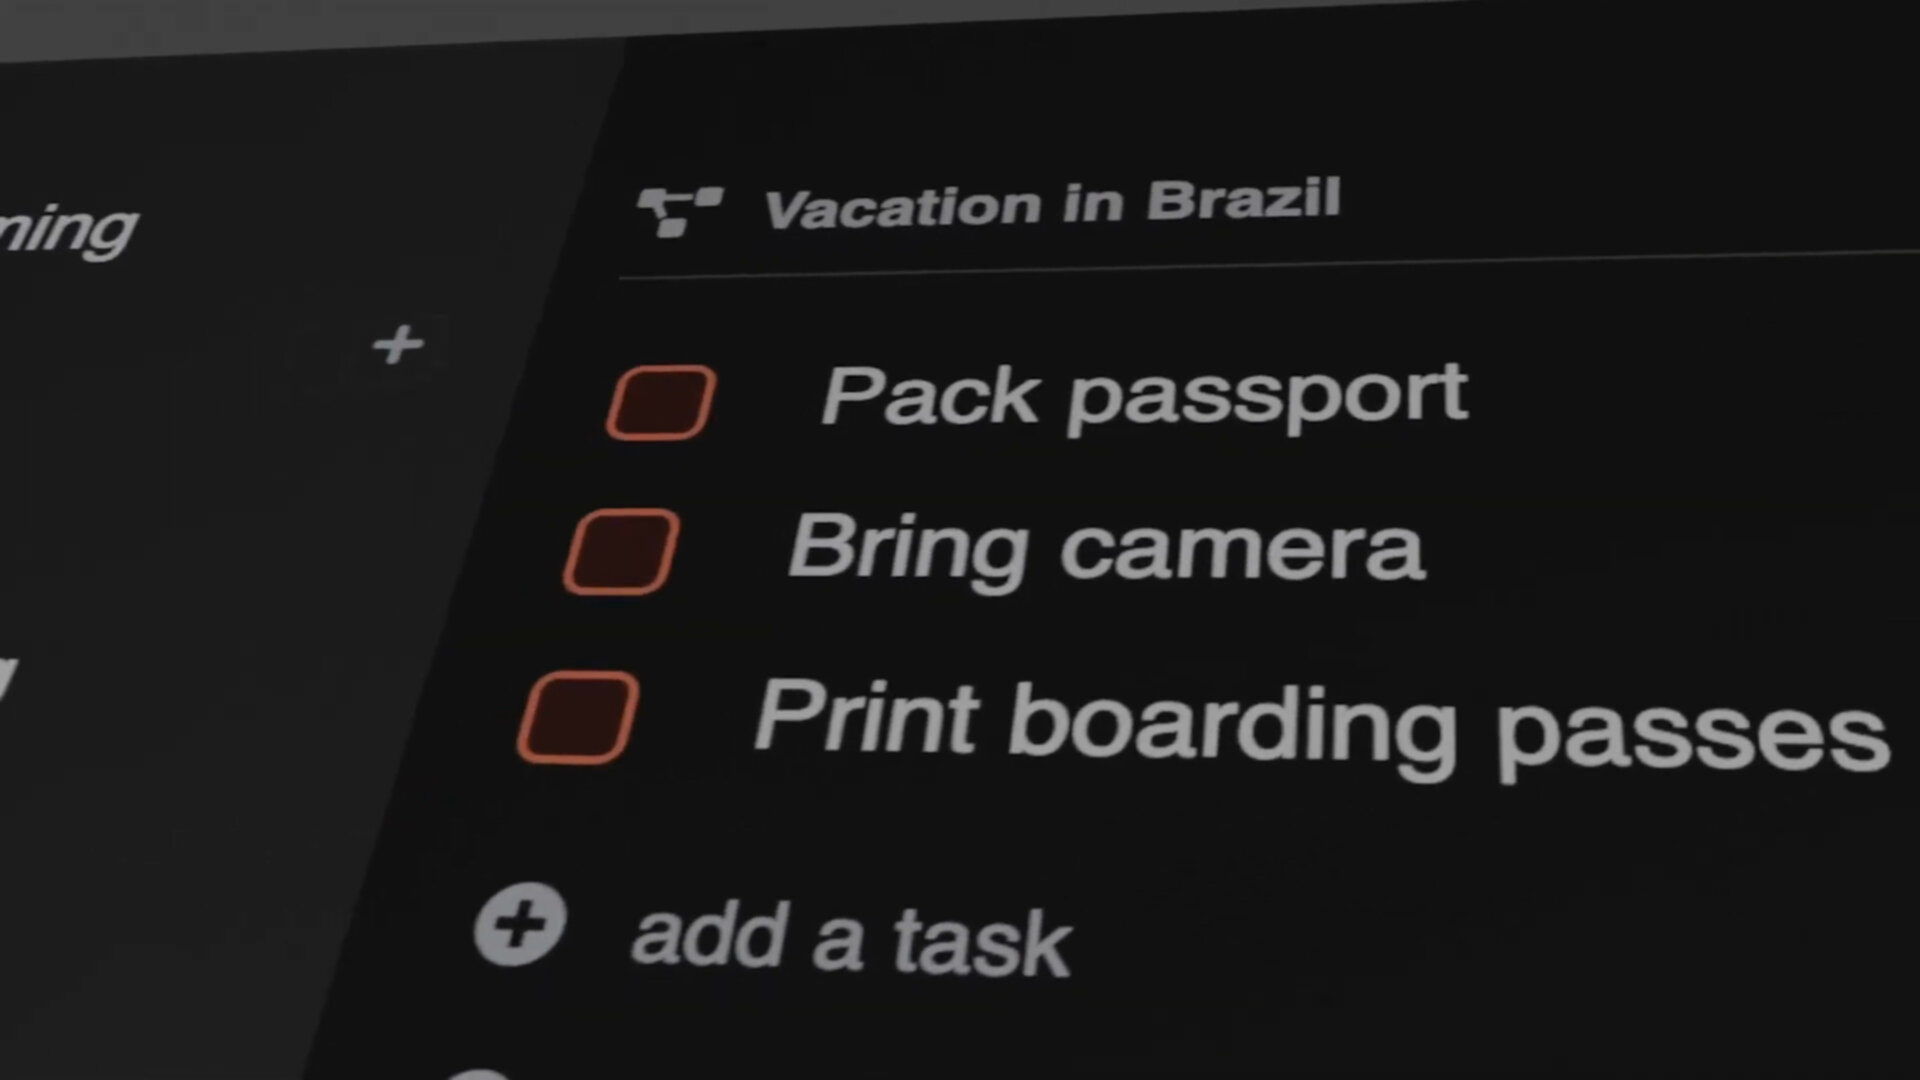 Vacation in Brazil
Pack passport
Bring camera
Print boarding passes
add a task